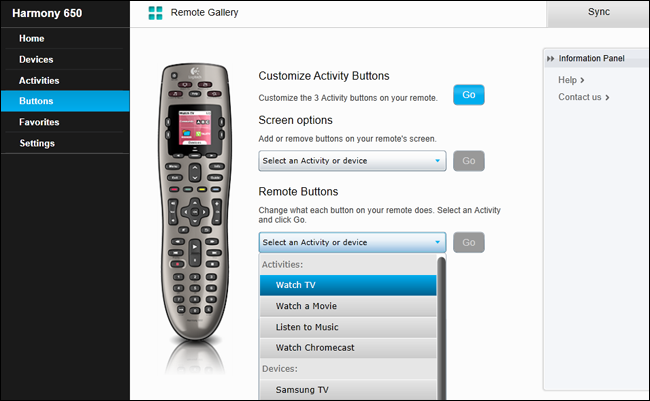 Harmony 650
Remote Gallery
Sync
Home
Devices
Activities
Buttons
Favorites
Settings
Customize Activity Buttons
Customize the 3 Activity buttons on your remote.
Go
Screen options
Add or remove buttons on your remote's screen.
Select an Activity or device
Go
Remote Buttons
Change what each button on your remote does. Select an Activity
and click Go.
Select an Activity or device
Go
Activities:
Watch TV
Watch a Movie
Listen to Music
Watch Chromecast
Devices:
Samsung TV
Information Panel
Help
Contact us